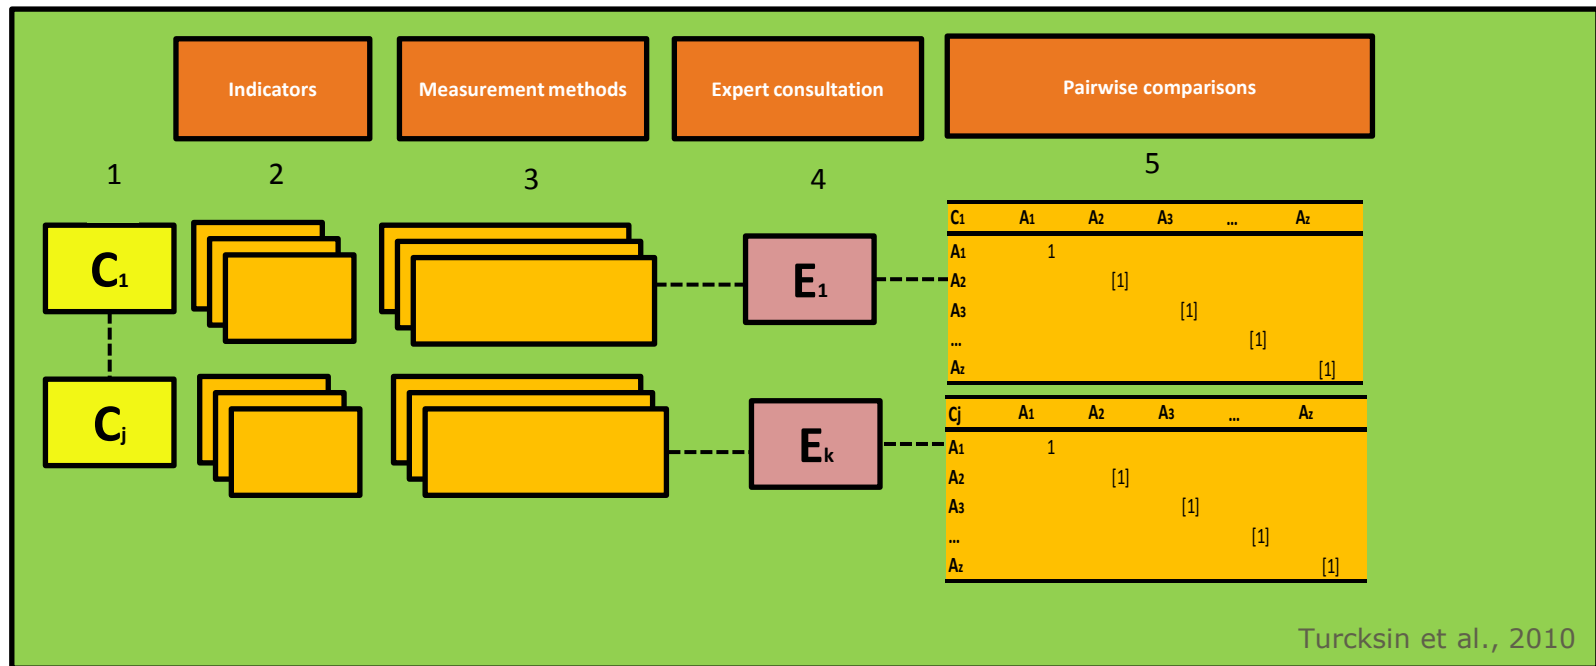 Indicators
Measurement methods
Expert consultation
Pairwise comparisons
1
2
3
4
5
C1
E1
C1 A1 A2 A3 ... Az
A1 1
A2 [1]
A3 [1]
... [1]
Az [1]
Cj
Ek
Cj A1 A2 A3 ... Az
A1 1
A2 [1]
A3 [1]
... [1]
Az [1]
Turcksin et al., 2010